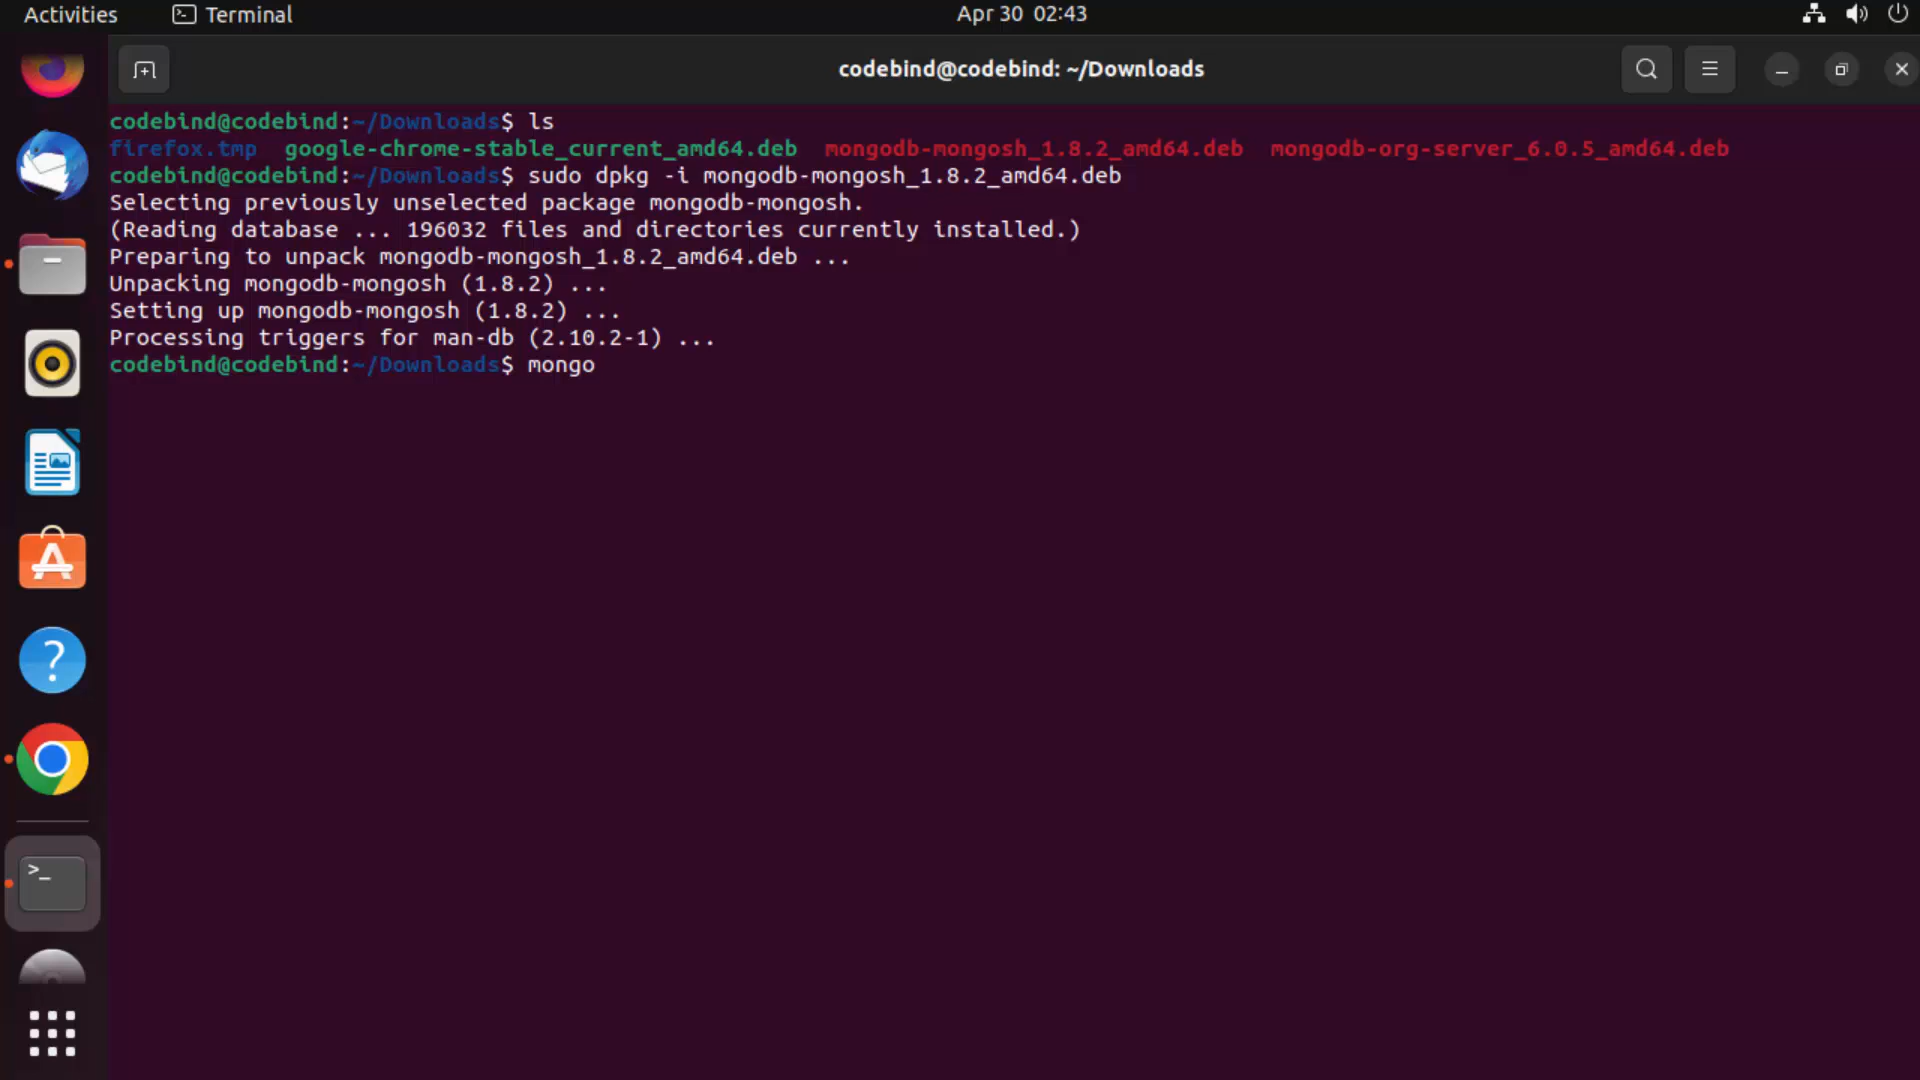 Activities Terminal Apr 30 02:43
codebind@codebind: ~/Downloads
codebind@codebind:~/Downloads$ ls
firefox.tmp google-chrome-stable_current_amd64.deb mongodb-mongosh_1.8.2_amd64.deb mongodb-org-server_6.0.5_amd64.deb
codebind@codebind:~/Downloads$ sudo dpkg -i mongodb-mongosh_1.8.2_amd64.deb
Selecting previously unselected package mongodb-mongosh.
(Reading database ... 196032 files and directories currently installed.)
Preparing to unpack mongodb-mongosh_1.8.2_amd64.deb ...
Unpacking mongodb-mongosh (1.8.2) ...
Setting up mongodb-mongosh (1.8.2) ...
Processing triggers for man-db (2.10.2-1) ...
codebind@codebind:~/Downloads$ mongo